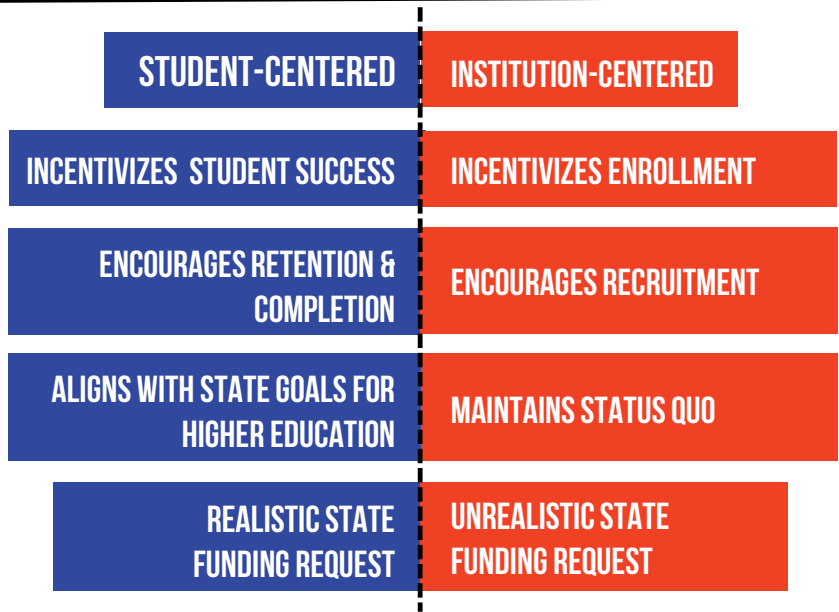 STUDENT-CENTERED
INSTITUTION-CENTERED
INCENTIVIZES STUDENT SUCCESS
INCENTIVIZES ENROLLMENT
ENCOURAGES RETENTION &
COMPLETION
ENCOURAGES RECRUITMENT
ALIGNS WITH STATE GOALS FOR
HIGHER EDUCATION
MAINTAINS STATUS QUO
REALISTIC STATE
FUNDING REQUEST
UNREALISTIC STATE
FUNDING REQUEST